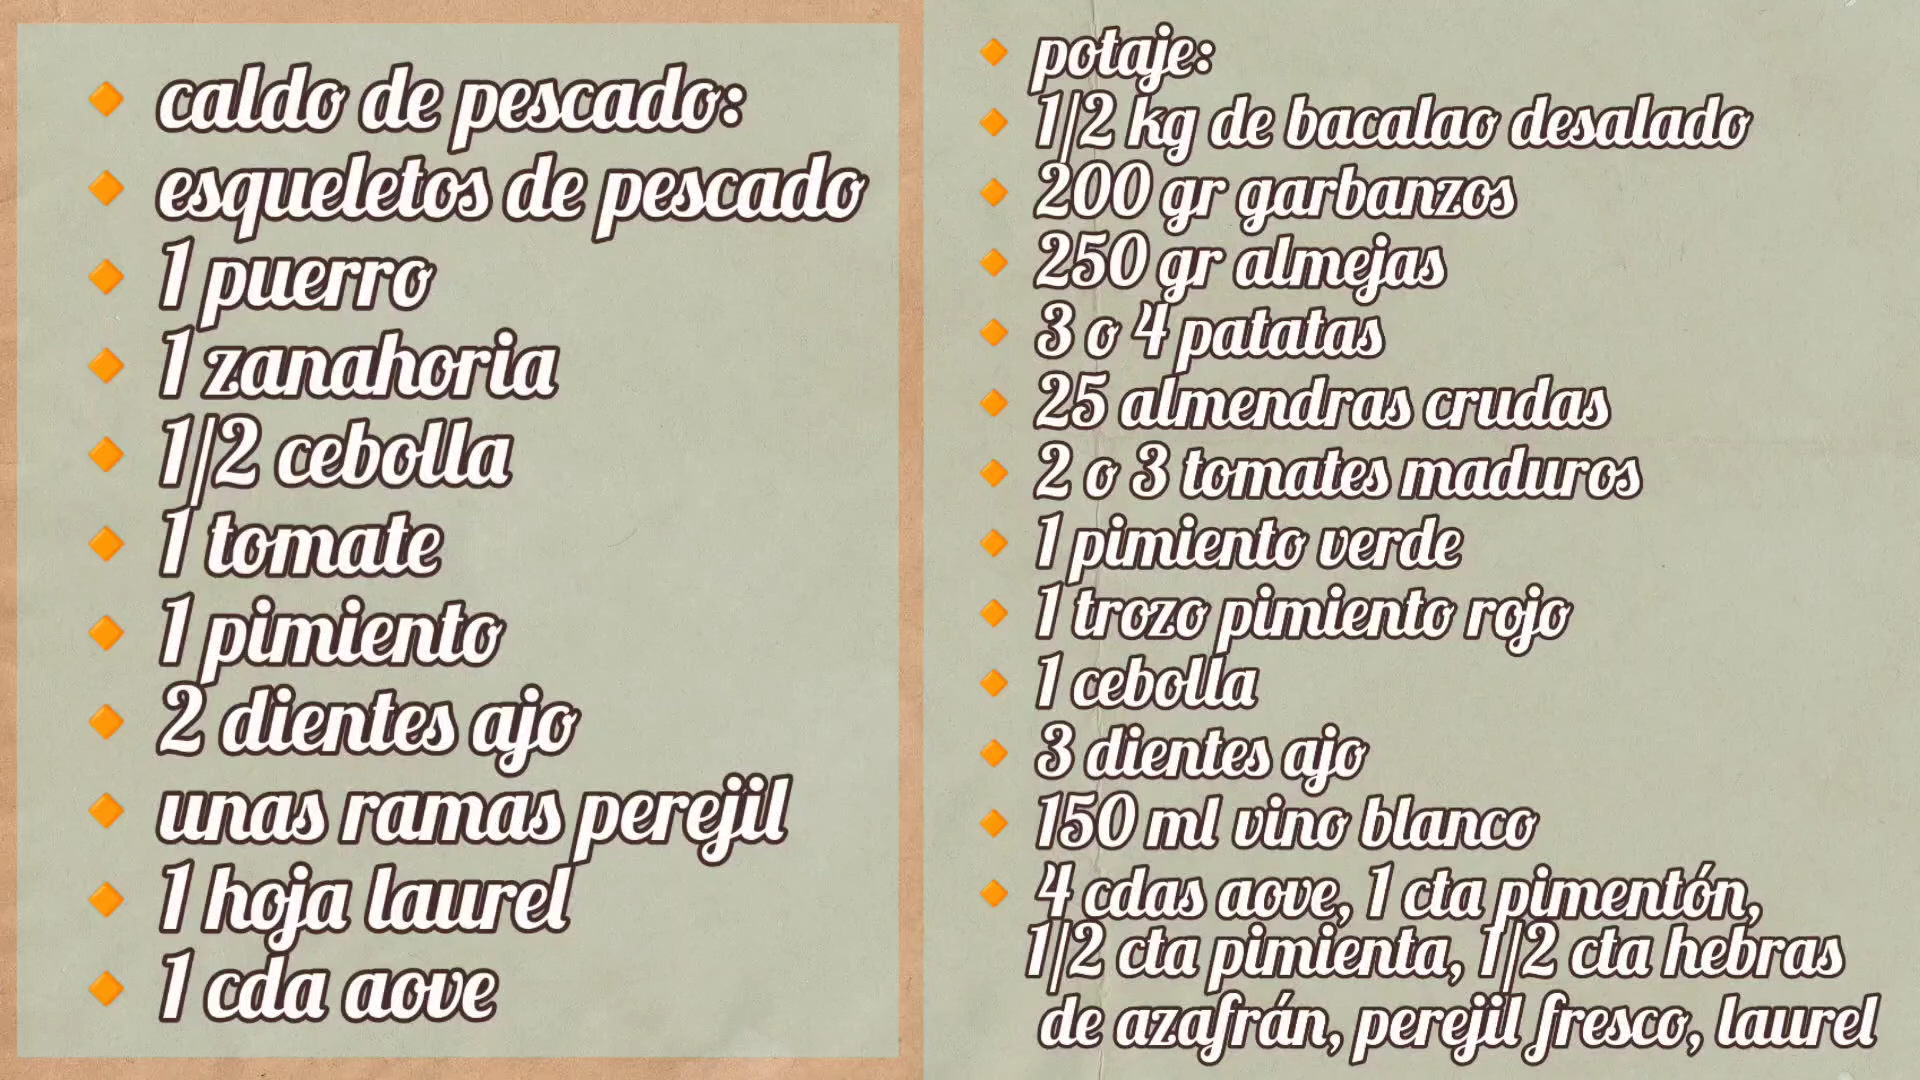 caldo de pescado:
esqueletos de pescado
1 puerro
1 zanahoria
1/2 cebolla
1 tomate
1 pimiento
2 dientes ajo
unas ramas perejil
1 hoja laurel
1 cda aove
potaje:
1/2 kg de bacalao desalado
200 gr garbanzos
250 gr almejas
3 o 4 patatas
25 almendras crudas
2 o 3 tomates maduros
1 pimiento verde
1 trozo pimiento rojo
1 cebolla
3 dientes ajo
150 ml vino blanco
4 cdas aove, 1 cta pimentón,
1/2 cta pimienta, 1/2 cta hebras
de azafrán, perejil fresco, laurel